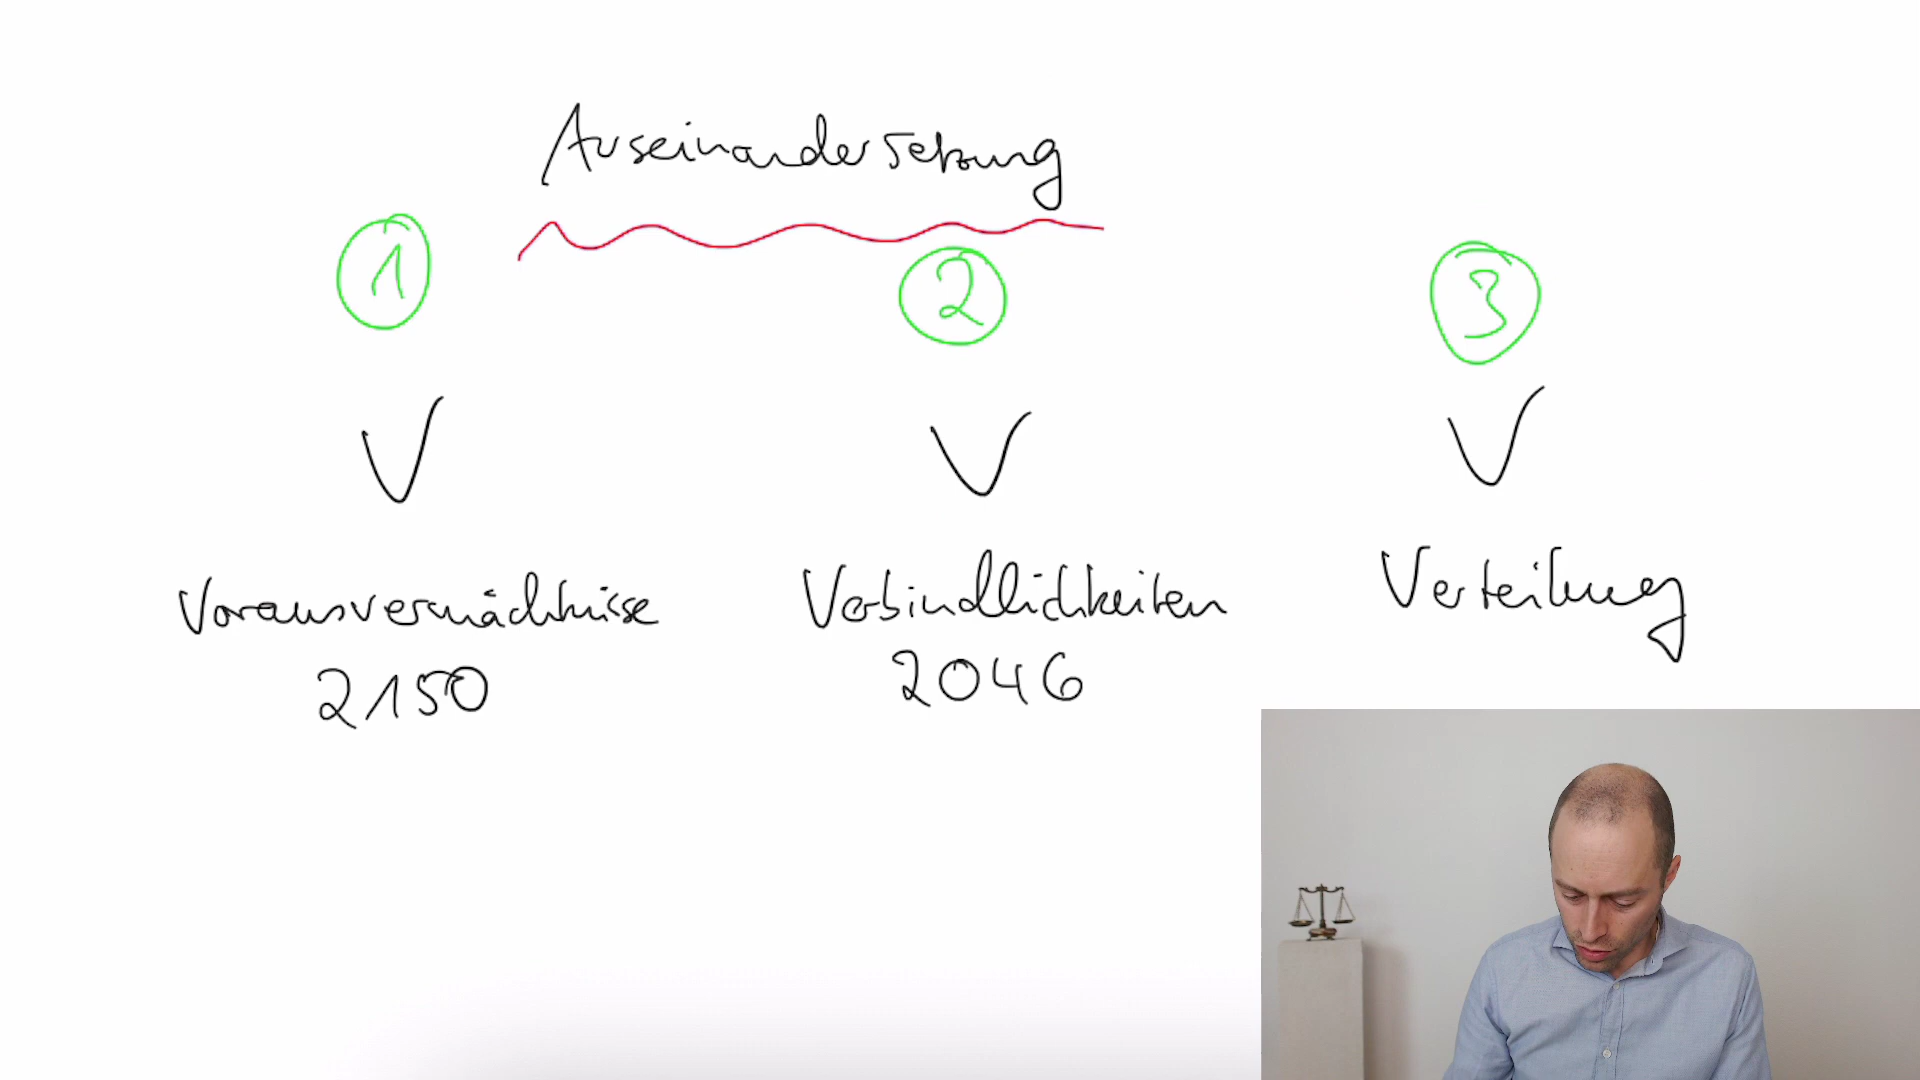 Auseinandersetzung
1 2 3
V V V
Vorausvermächtnisse Verbindlichkeiten Verteilung
2150 2046